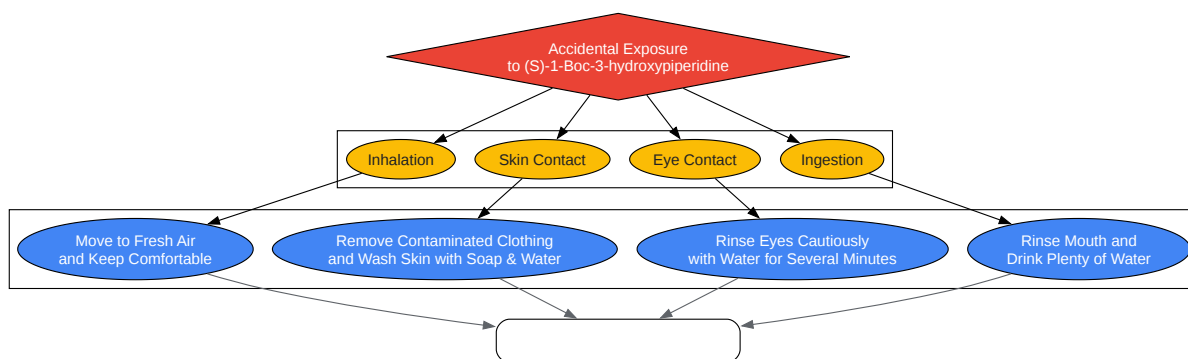 Accidental Exposure
to (S)-1-Boc-3-hydroxypiperidine
Inhalation
Skin Contact
Eye Contact
Ingestion
Move to Fresh Air
and Keep Comfortable
Remove Contaminated Clothing
and Wash Skin with Soap & Water
Rinse Eyes Cautiously
with Water for Several Minutes
Rinse Mouth and
Drink Plenty of Water